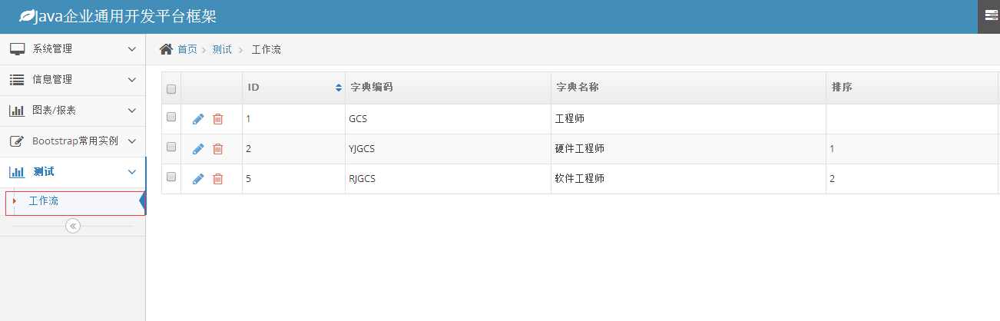 Java企业通用开发平台框架
系统管理
信息管理
图表/报表
Bootstrap常用实例
测试
工作流
首页 > 测试 > 工作流
ID 字典编码 字典名称 排序
1 GCS 工程师
2 YJGCS 硬件工程师 1
5 RJGCS 软件工程师 2